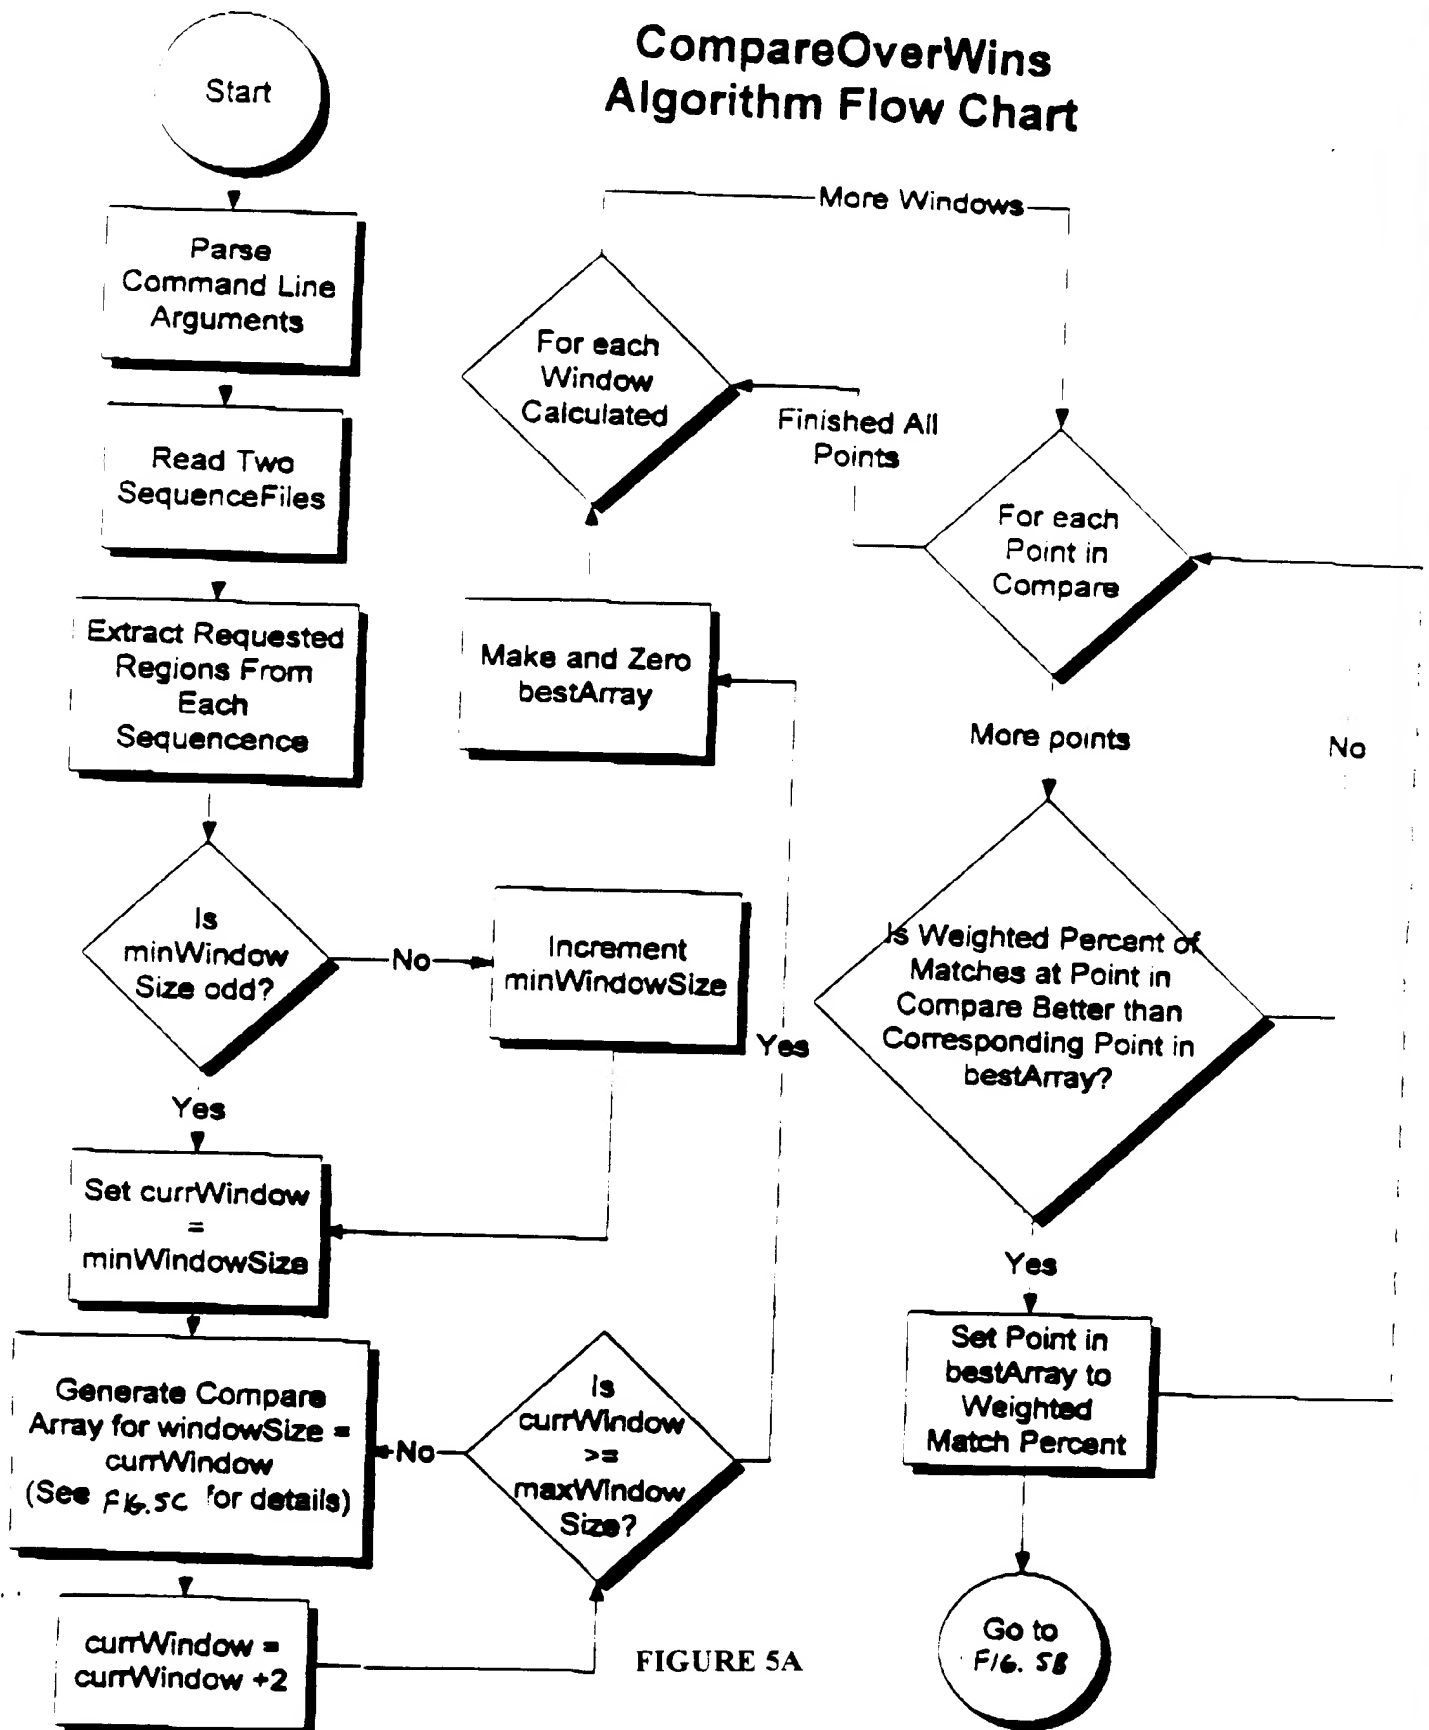 CompareOverWins
Algorithm Flow Chart
Start
Parse
Command Line
Arguments
Read Two
SequenceFiles
Extract Requested
Regions From
Each
Sequencence
Is
minWindow
Size odd?
No
Increment
minWindowSize
Yes
Set currWindow
=
minWindowSize
Generate Compare
Array for windowSize =
currWindow
(See FIG. 5C for details)
currWindow =
currWindow +2
Is
currWindow
>=
maxWindow
Size?
No
Yes
Make and Zero
bestArray
For each
Window
Calculated
More Windows
Finished All
Points
For each
Point in
Compare
More points
No
Is Weighted Percent of
Matches at Point in
Compare Better than
Corresponding Point in
bestArray?
Yes
Set Point in
bestArray to
Weighted
Match Percent
Go to
FIG. 5B
FIGURE 5A